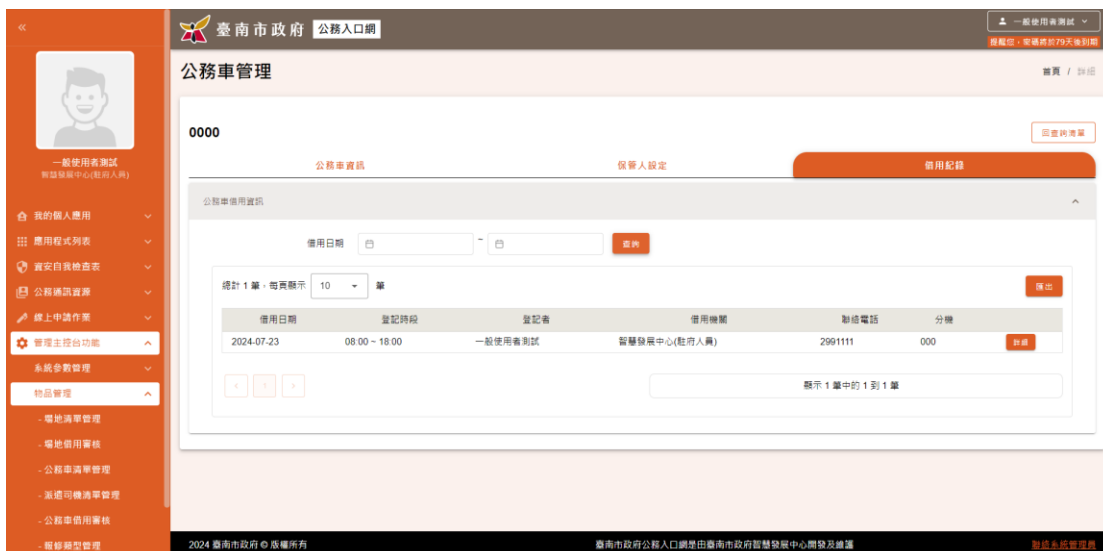 «
臺南市政府 公務入口網
一般使用者測試
提醒您，密碼將於79天後到期
公務車管理
首頁 / 詳細
一般使用者測試
智慧發展中心(駐府人員)
我的個人應用
應用程式列表
資安自我檢查表
公務通訊資源
線上申請作業
管理主控台功能
系統參數管理
物品管理
- 場地清單管理
- 場地借用審核
- 公務車清單管理
- 派遣司機清單管理
- 公務車借用審核
- 報修類型管理
0000
回查詢清單
公務車資訊 保管人設定 借用紀錄
公務車借用資訊
借用日期 ~ 查詢
總計 1 筆，每頁顯示 10 筆
匯出
借用日期 登記時段 登記者 借用機關 聯絡電話 分機
2024-07-23 08:00 ~ 18:00 一般使用者測試 智慧發展中心(駐府人員) 2991111 000 詳細
‹ 1 ›
顯示 1 筆中的 1 到 1 筆
2024 臺南市政府 © 版權所有
臺南市政府公務入口網是由臺南市政府智慧發展中心開發及維護
聯絡系統管理員